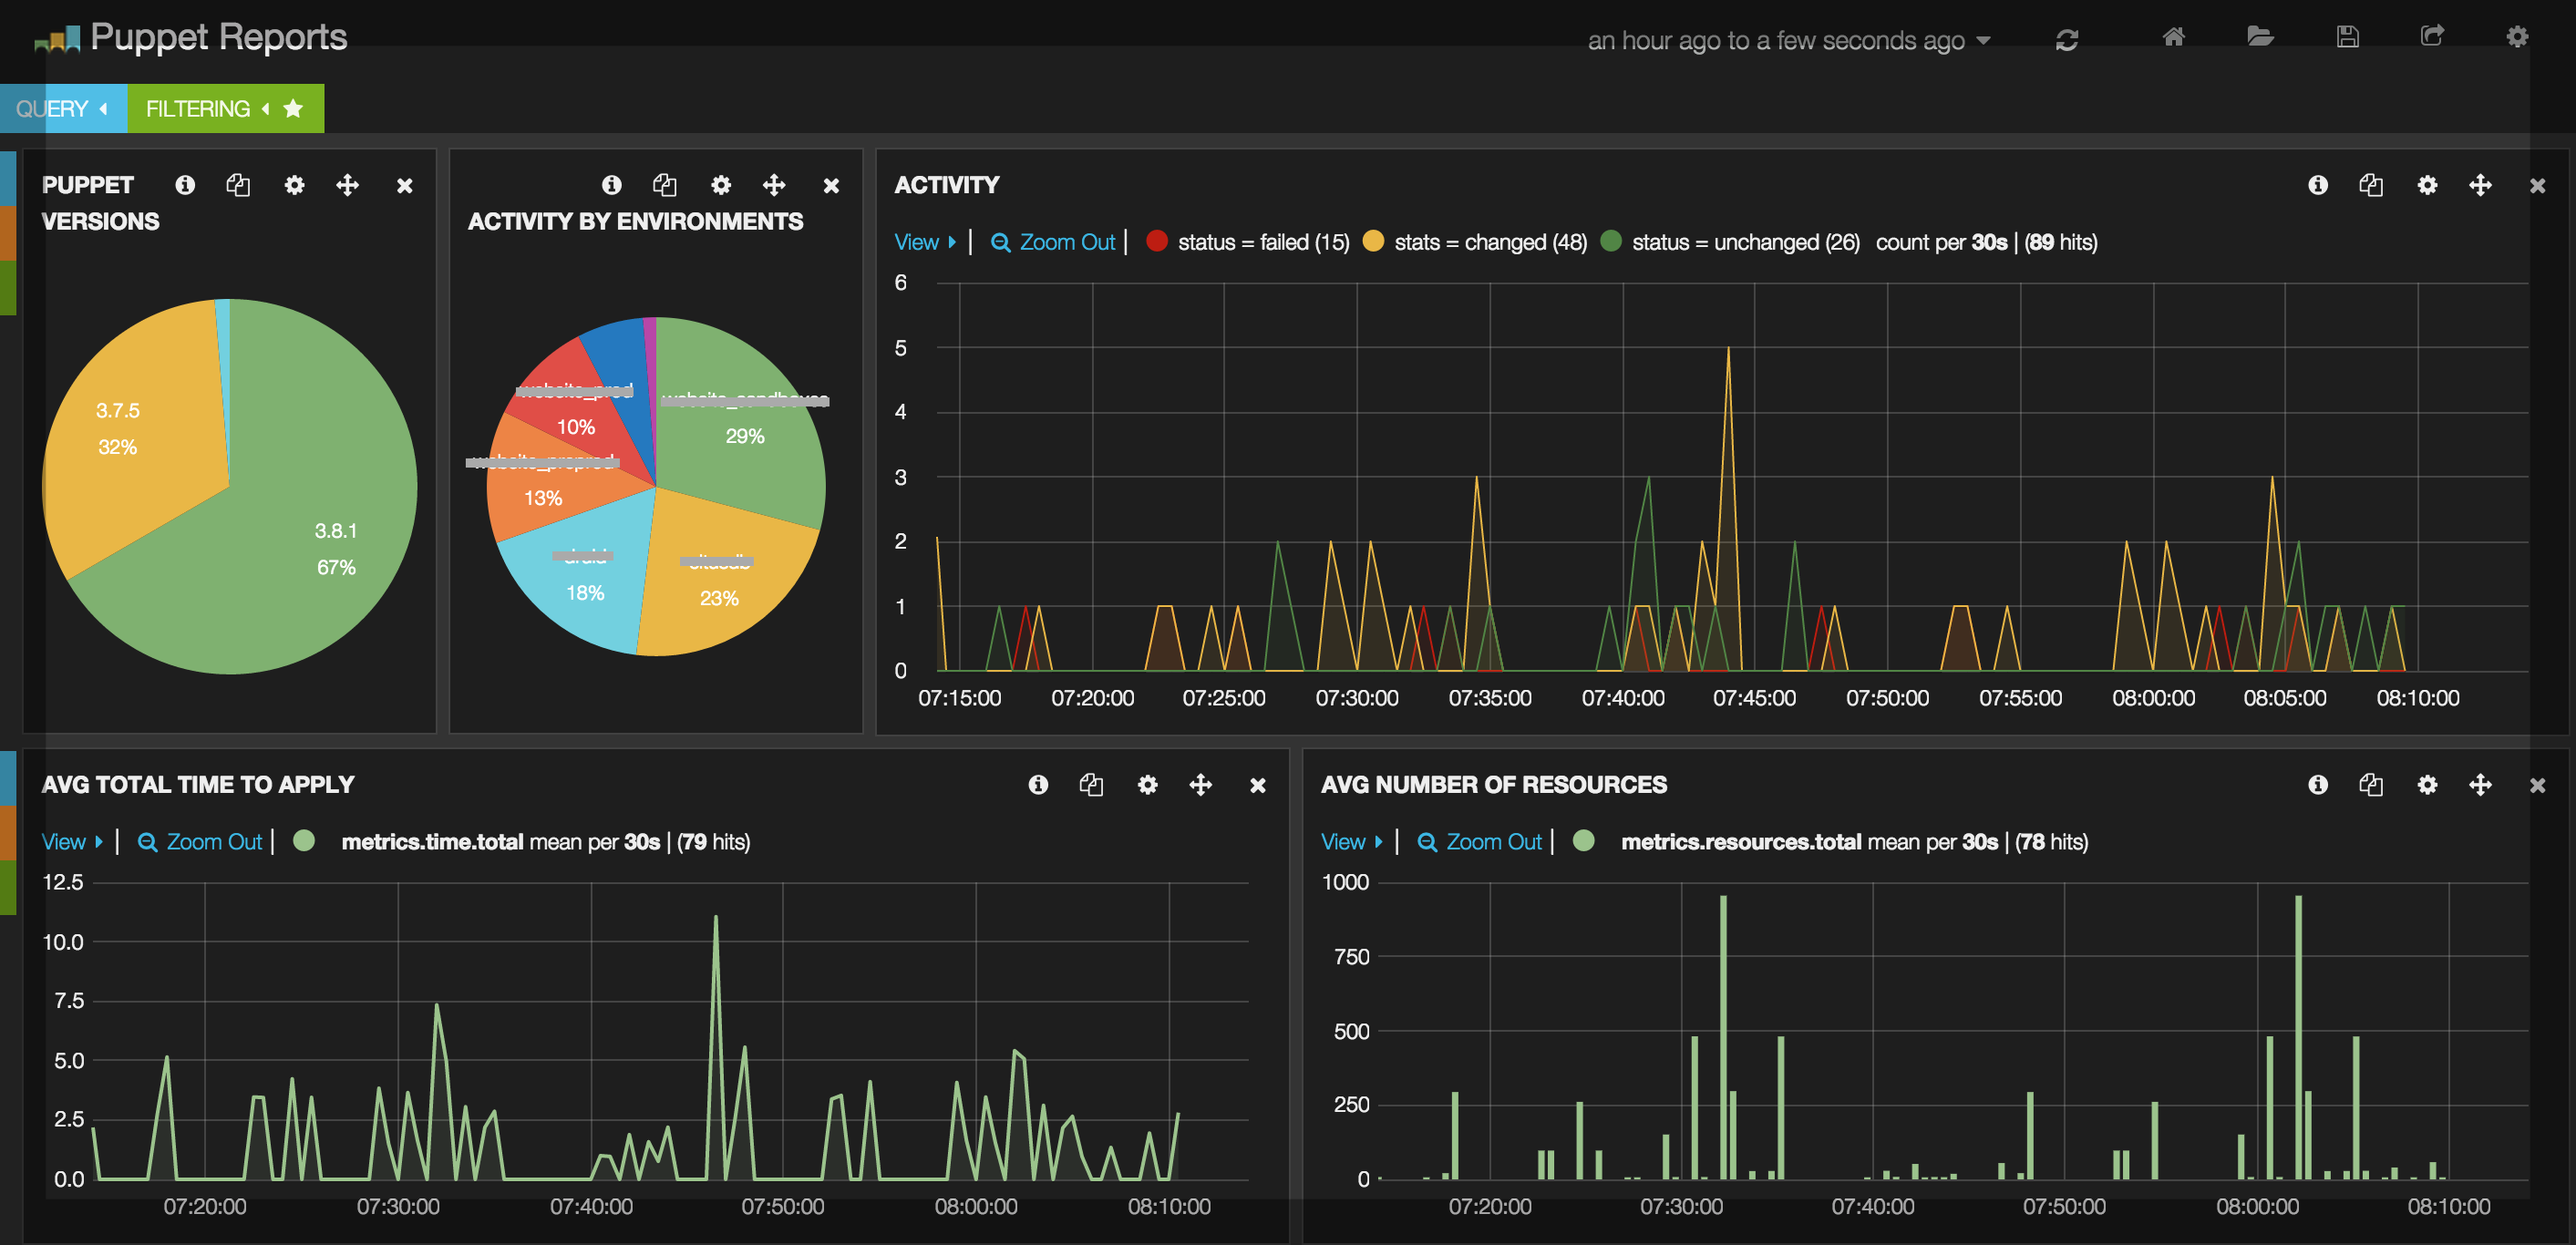 Puppet Reports
an hour ago to a few seconds ago
QUERY
FILTERING
PUPPET VERSIONS
3.7.5
32%
3.8.1
67%
ACTIVITY BY ENVIRONMENTS
website_prod
10%
29%
website_preprod
13%
18%
23%
ACTIVITY
View | Zoom Out | status = failed (15) stats = changed (48) status = unchanged (26) count per 30s | (89 hits)
6
5
4
3
2
1
0
07:15:00 07:20:00 07:25:00 07:30:00 07:35:00 07:40:00 07:45:00 07:50:00 07:55:00 08:00:00 08:05:00 08:10:00
AVG TOTAL TIME TO APPLY
View | Zoom Out | metrics.time.total mean per 30s | (79 hits)
12.5
10.0
7.5
5.0
2.5
0.0
07:20:00 07:30:00 07:40:00 07:50:00 08:00:00 08:10:00
AVG NUMBER OF RESOURCES
View | Zoom Out | metrics.resources.total mean per 30s | (78 hits)
1000
750
500
250
0
07:20:00 07:30:00 07:40:00 07:50:00 08:00:00 08:10:00